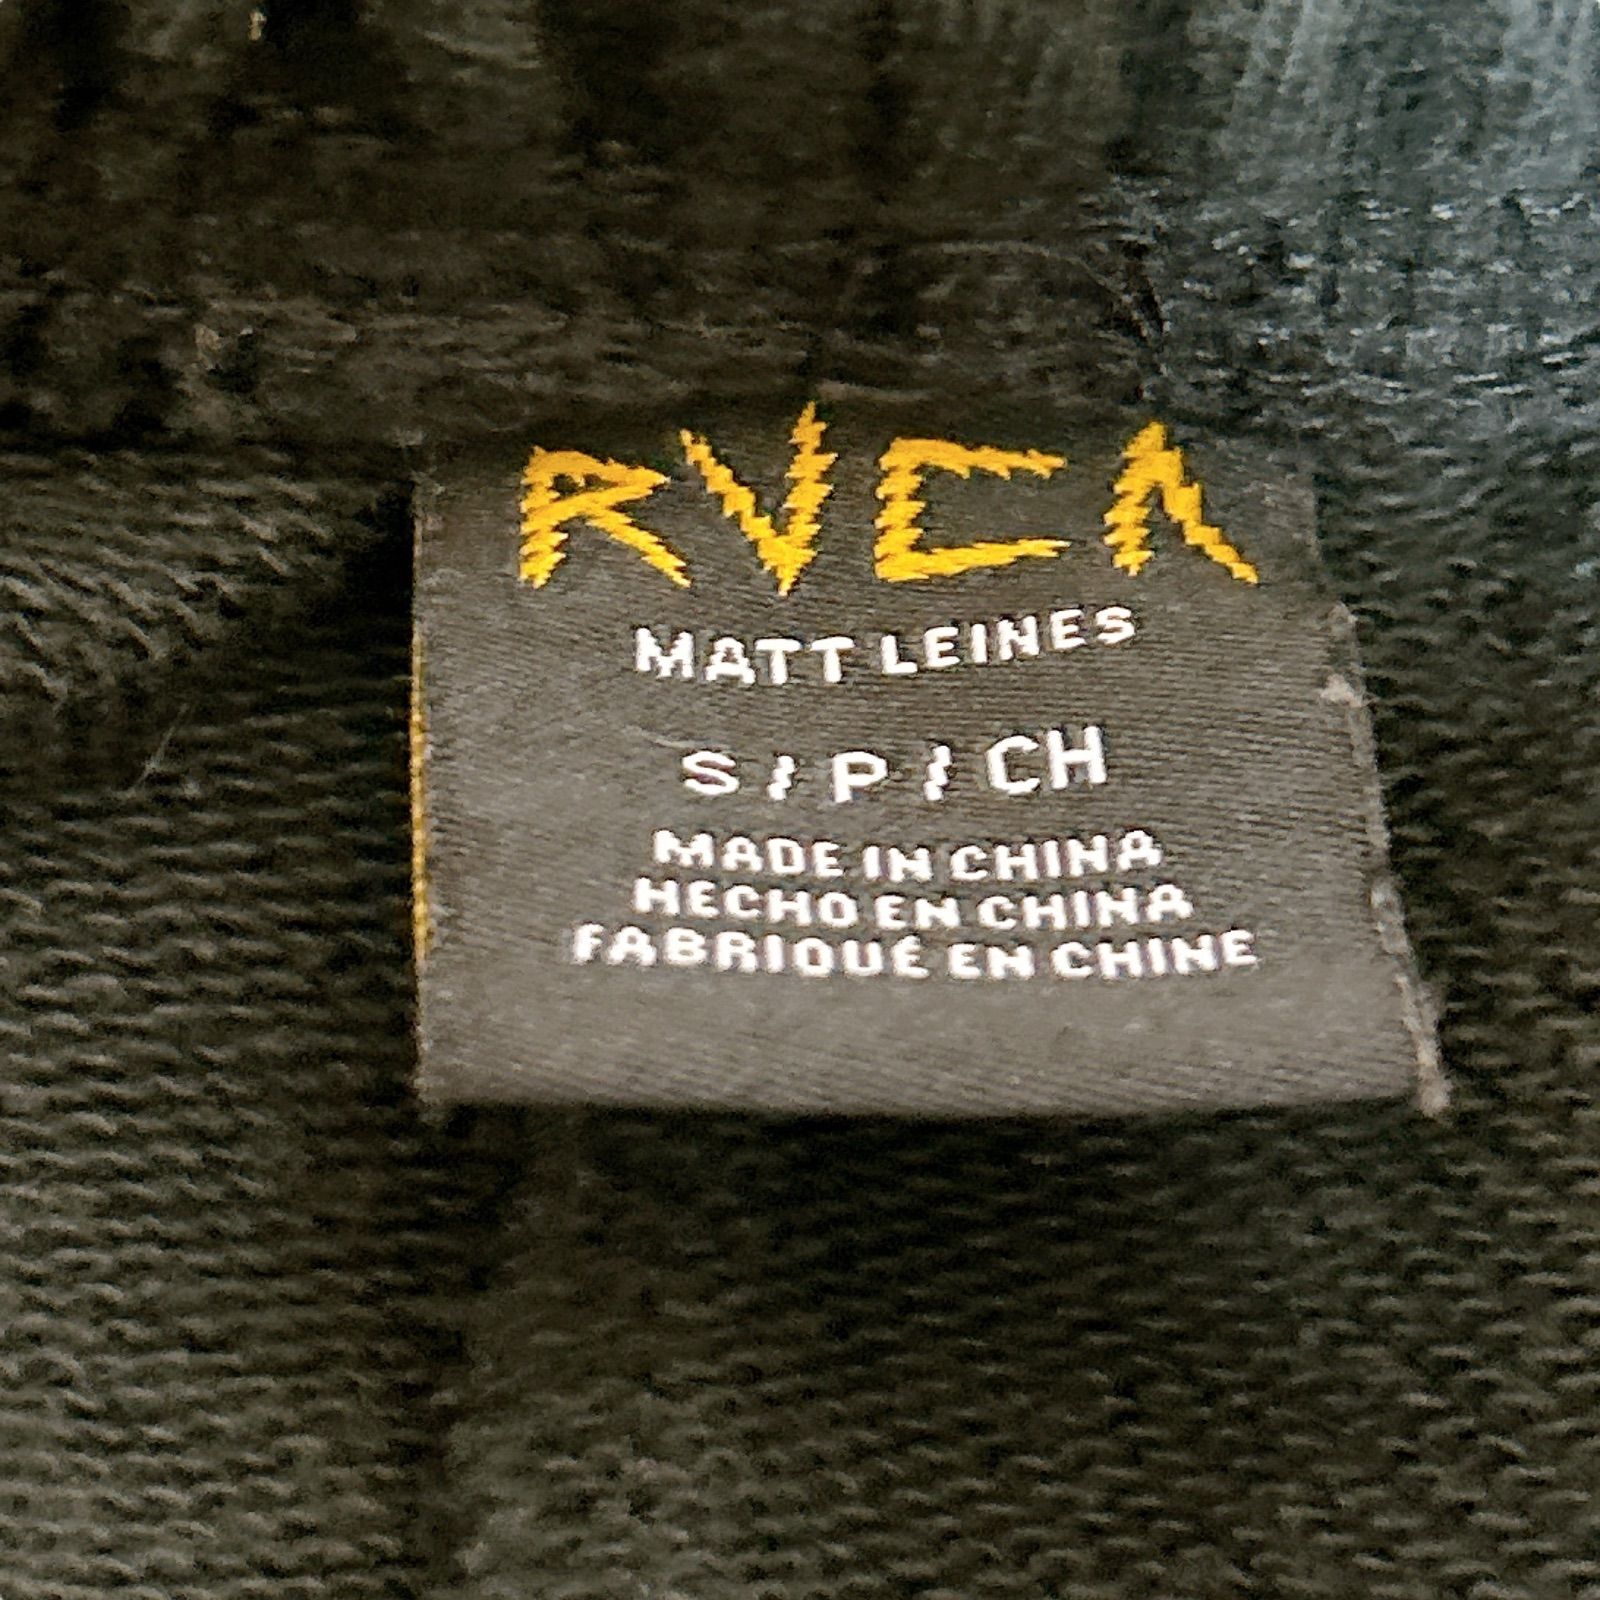 RVCA
MATT LEINES
S / P / CH
MADE IN CHINA
HECHO EN CHINA
FABRIQUÉ EN CHINE